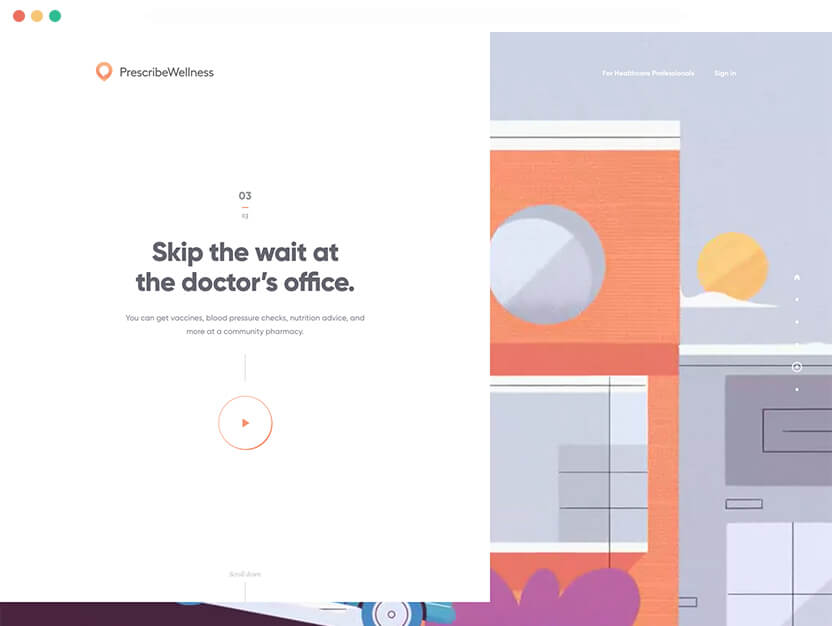 PrescribeWellness
For Healthcare Professionals
Sign in
03
03
Skip the wait at
the doctor’s office.
You can get vaccines, blood pressure checks, nutrition advice, and
more at a community pharmacy.
Scroll down